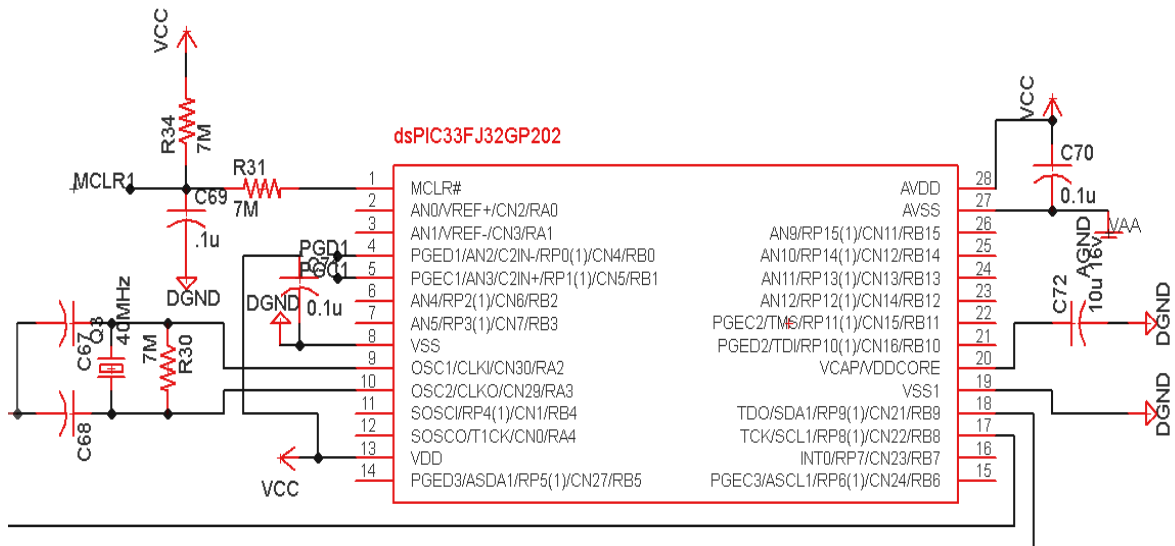 VCC
R34
7M
MCLR1
R31
7M
C69
.1u
DGND
dsPIC33FJ32GP202
1 MCLR#
2 AN0/VREF+/CN2/RA0
3 AN1/VREF-/CN3/RA1
4 PGED1/AN2/C2IN-/RP0(1)/CN4/RB0
5 PGEC1/AN3/C2IN+/RP1(1)/CN5/RB1
6 AN4/RP2(1)/CN6/RB2
7 AN5/RP3(1)/CN7/RB3
8 VSS
9 OSC1/CLKI/CN30/RA2
10 OSC2/CLKO/CN29/RA3
11 SOSCI/RP4(1)/CN1/RB4
12 SOSCO/T1CK/CN0/RA4
13 VDD
14 PGED3/ASDA1/RP5(1)/CN27/RB5
AVDD 28
AVSS 27
AN9/RP15(1)/CN11/RB15 26
AN10/RP14(1)/CN12/RB14 25
AN11/RP13(1)/CN13/RB13 24
AN12/RP12(1)/CN14/RB12 23
PGEC2/TMS/RP11(1)/CN15/RB11 22
PGED2/TDI/RP10(1)/CN16/RB10 21
VCAP/VDDCORE 20
VSS1 19
TDO/SDA1/RP9(1)/CN21/RB9 18
TCK/SCL1/RP8(1)/CN22/RB8 17
INT0/RP7/CN23/RB7 16
PGEC3/ASCL1/RP6(1)/CN24/RB6 15
PGD1
PGC1
DGND
0.1u
C67
Q3
40MHz
7M
R30
C68
VCC
VCC
C70
0.1u
VAA
AGND
C72
10u 16v
DGND
DGND